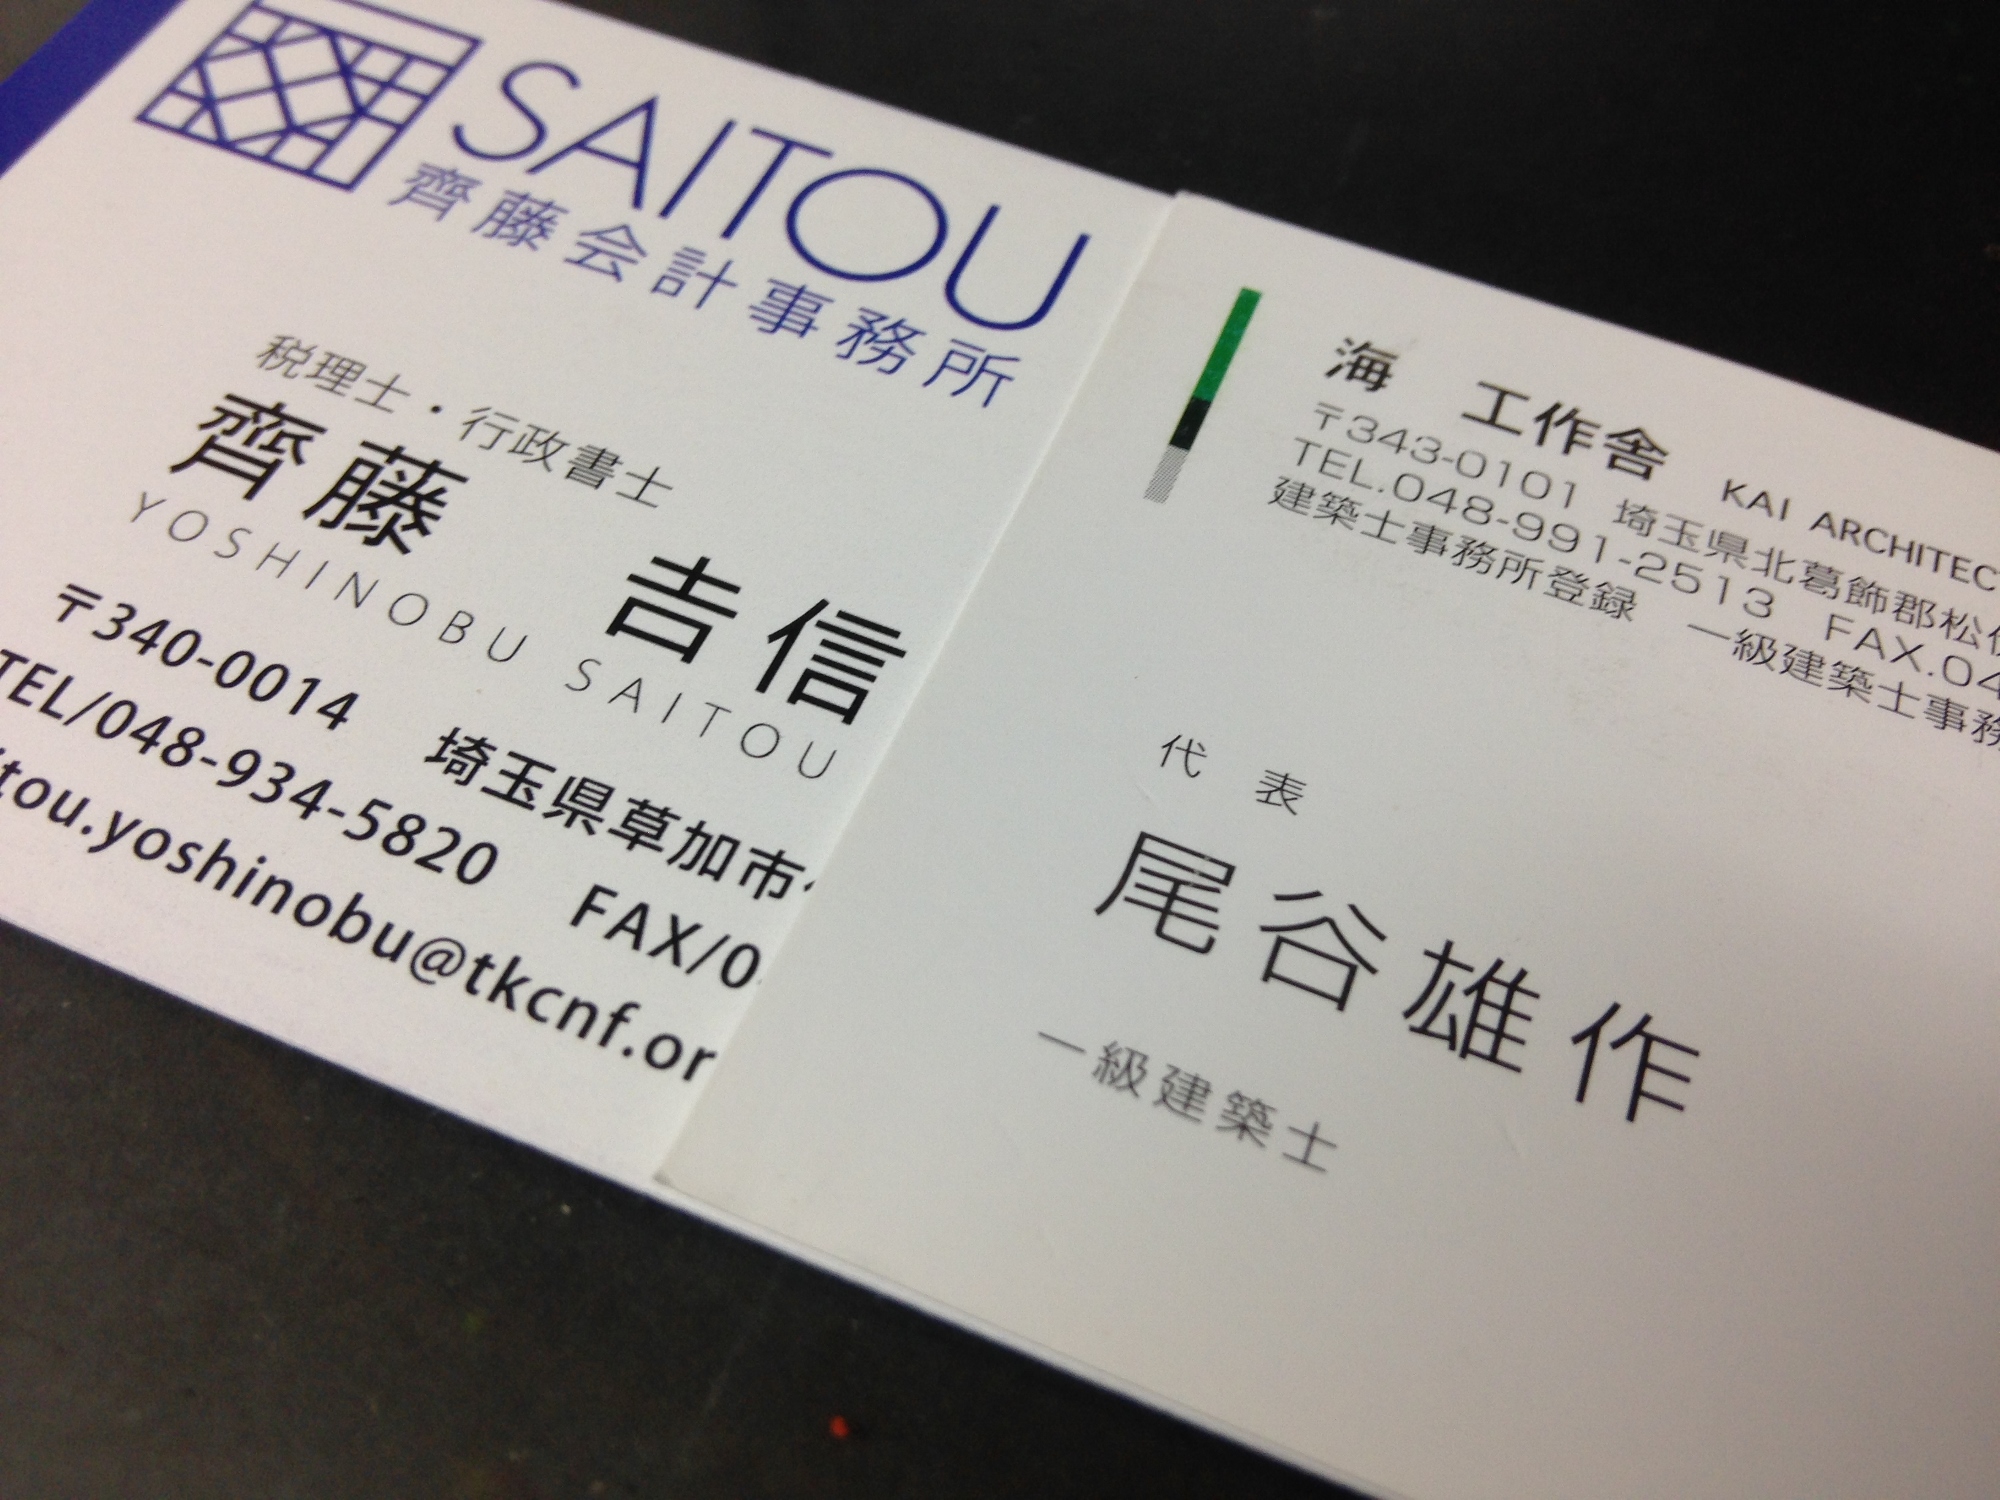 SAITOU
齊藤会計事務所
税理士・行政書士
齊藤 𠮷信
YOSHINOBU SAITOU
〒340-0014 埼玉県草加市
TEL/048-934-5820 FAX/0
tou.yoshinobu@tkcnf.or
海 工作舎 KAI ARCHITEC
〒343-0101 埼玉県北葛飾郡松伏
TEL.048-991-2513 FAX.04
建築士事務所登録 一級建築士事務
代表
尾谷雄作
一級建築士